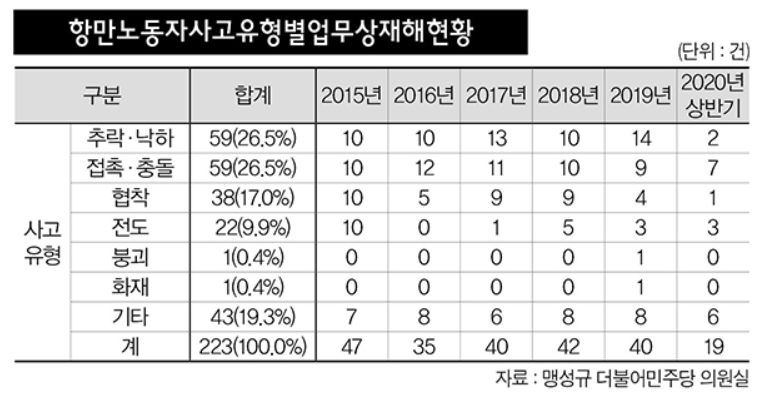 항만노동자사고유형별업무상재해현황
(단위 : 건)
구분 합계 2015년 2016년 2017년 2018년 2019년 2020년 상반기
사고 유형
추락·낙하 59(26.5%) 10 10 13 10 14 2
접촉·충돌 59(26.5%) 10 12 11 10 9 7
협착 38(17.0%) 10 5 9 9 4 1
전도 22(9.9%) 10 0 1 5 3 3
붕괴 1(0.4%) 0 0 0 0 1 0
화재 1(0.4%) 0 0 0 0 1 0
기타 43(19.3%) 7 8 6 8 8 6
계 223(100.0%) 47 35 40 42 40 19
자료 : 맹성규 더불어민주당 의원실